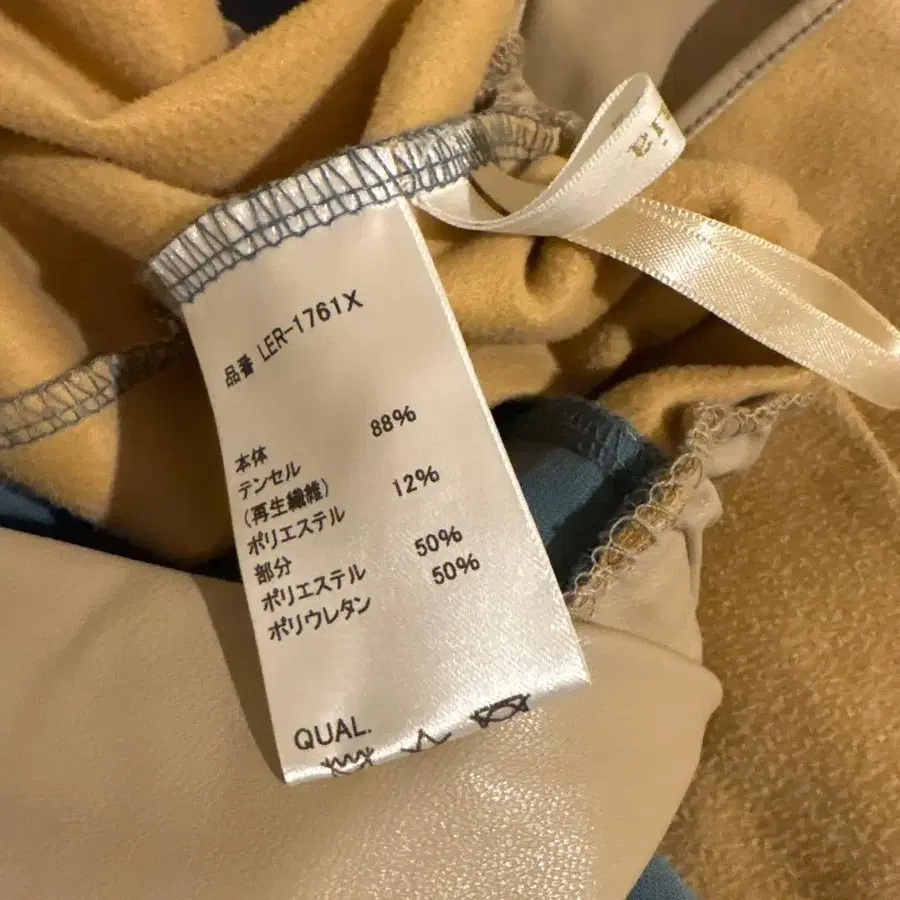 品番 LER-1761X
本体
テンセル 88%
(再生繊維)
ポリエステル 12%
部分
ポリエステル 50%
ポリウレタン 50%
QUAL.